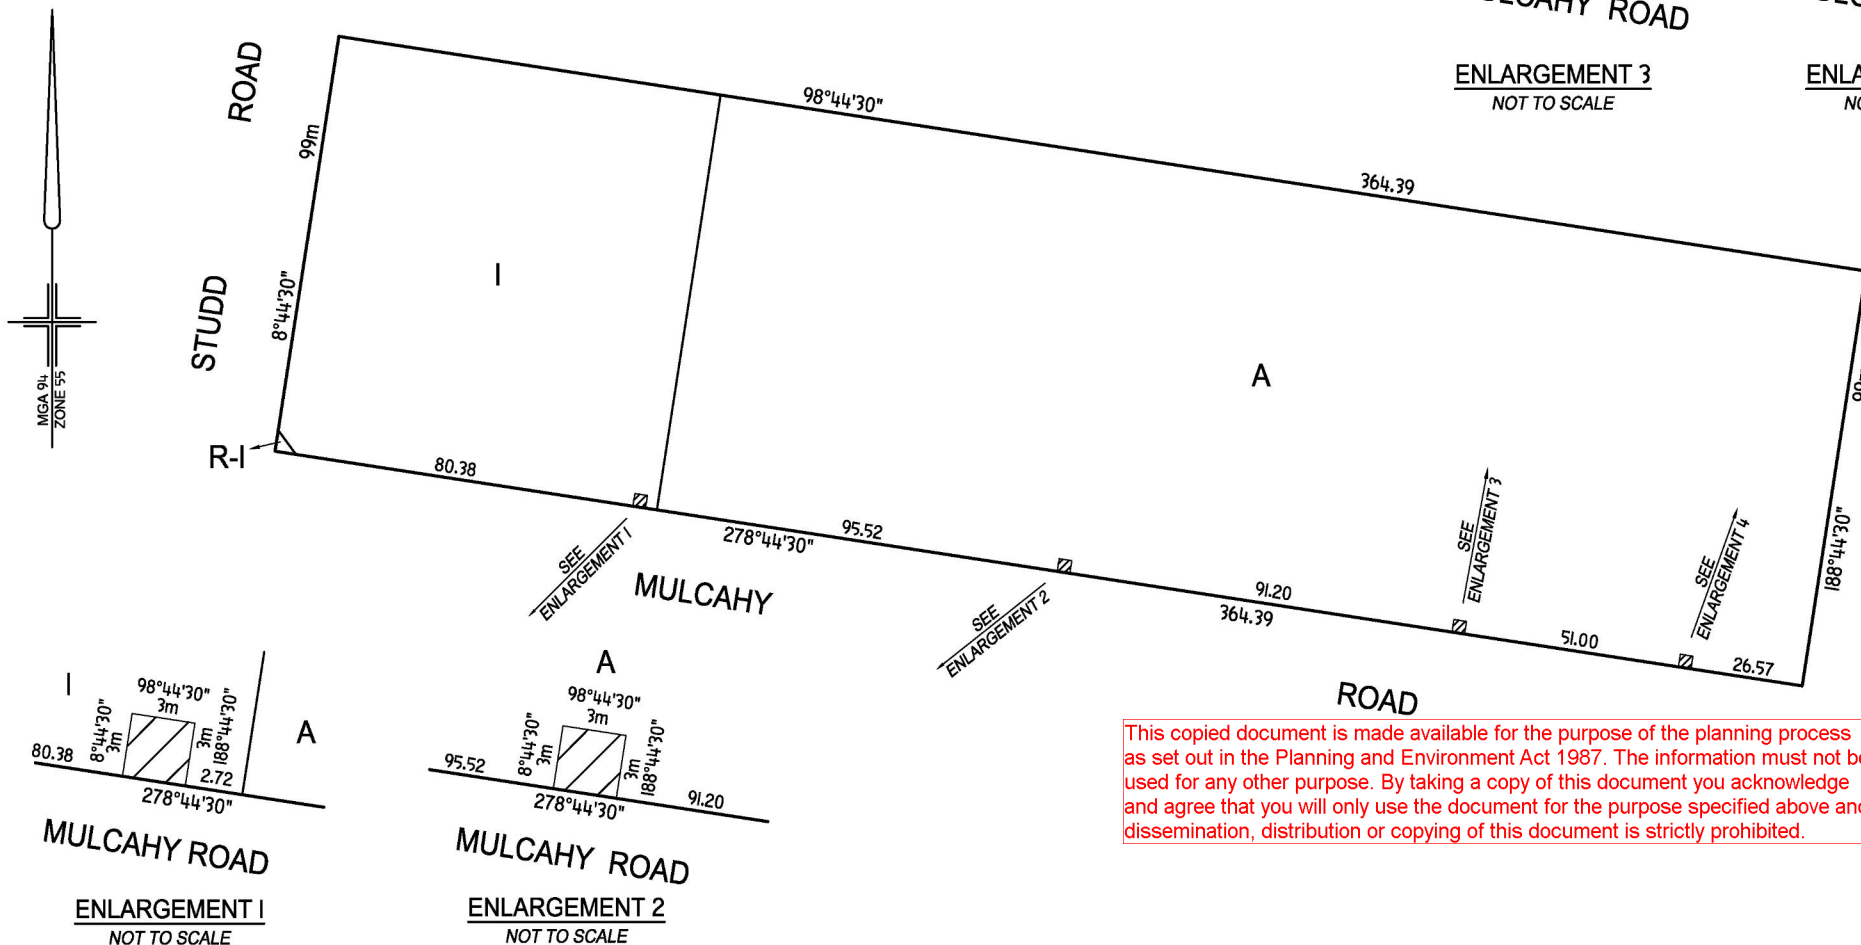 ROAD
ENLARGEMENT 3
NOT TO SCALE
ROAD
STUDD
MGA 94
ZONE 55
99m
8°44'30"
98°44'30"
364.39
I
A
R-I
80.38
95.52
278°44'30"
91.20
364.39
51.00
26.57
188°44'30"
SEE
ENLARGEMENT I
SEE
ENLARGEMENT 2
SEE
ENLARGEMENT 3
SEE
ENLARGEMENT 4
MULCAHY
ROAD
I
98°44'30"
3m
8°44'30"
3m
3m
188°44'30"
A
80.38
2.72
278°44'30"
MULCAHY ROAD
ENLARGEMENT I
NOT TO SCALE
A
98°44'30"
3m
8°44'30"
3m
3m
188°44'30"
95.52
91.20
278°44'30"
MULCAHY ROAD
ENLARGEMENT 2
NOT TO SCALE
This copied document is made available for the purpose of the planning process
as set out in the Planning and Environment Act 1987. The information must not be
used for any other purpose. By taking a copy of this document you acknowledge
and agree that you will only use the document for the purpose specified above and
dissemination, distribution or copying of this document is strictly prohibited.